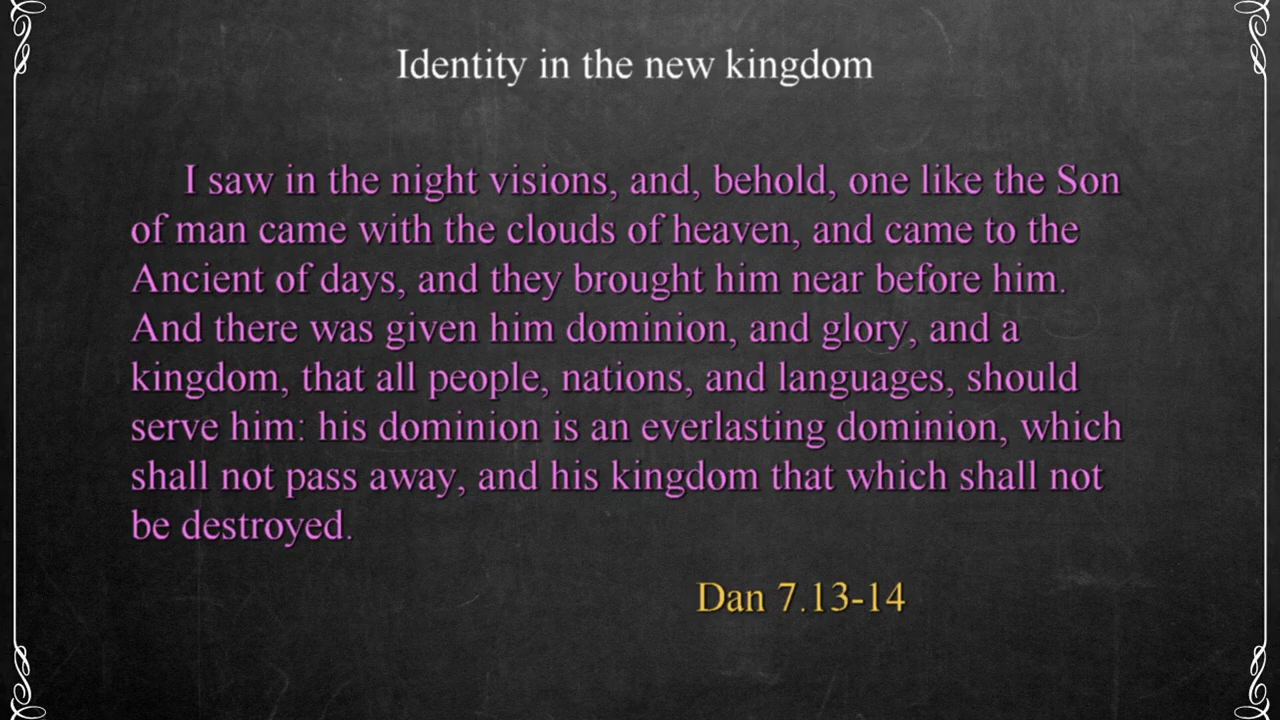 Identity in the new kingdom
I saw in the night visions, and, behold, one like the Son
of man came with the clouds of heaven, and came to the
Ancient of days, and they brought him near before him.
And there was given him dominion, and glory, and a
kingdom, that all people, nations, and languages, should
serve him: his dominion is an everlasting dominion, which
shall not pass away, and his kingdom that which shall not
be destroyed.
Dan 7.13-14